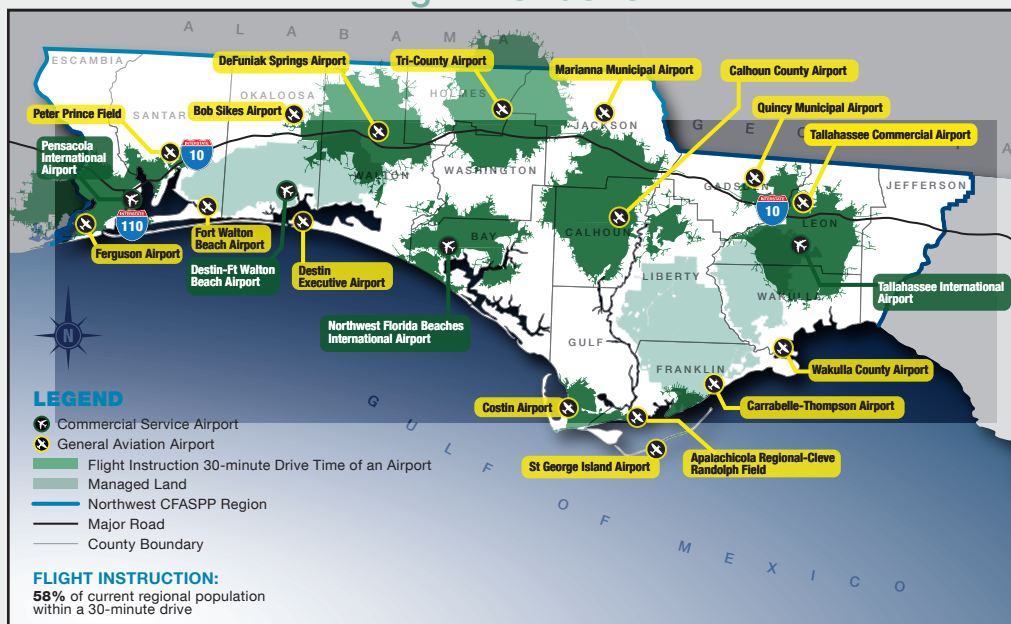 A L A B A M A
ESCAMBIA
SANTA
OKALOOSA
HOLMES
WALTON
WASHINGTON
JACKSON
BAY
CALHOUN
GULF
LIBERTY
FRANKLIN
GADSDEN
LEON
WAKULLA
JEFFERSON
G E
DeFuniak Springs Airport
Tri-County Airport
Marianna Municipal Airport
Calhoun County Airport
Quincy Municipal Airport
Tallahassee Commercial Airport
Bob Sikes Airport
Peter Prince Field
Pensacola
International
Airport
INTERSTATE
10
INTERSTATE
110
INTERSTATE
10
Ferguson Airport
Fort Walton
Beach Airport
Destin-Ft Walton
Beach Airport
Destin
Executive Airport
Northwest Florida Beaches
International Airport
Tallahassee International
Airport
Wakulla County Airport
Carrabelle-Thompson Airport
Costin Airport
St George Island Airport
Apalachicola Regional-Cleve
Randolph Field
N
G U L F O F M E X I C O
LEGEND
Commercial Service Airport
General Aviation Airport
Flight Instruction 30-minute Drive Time of an Airport
Managed Land
Northwest CFASPP Region
Major Road
County Boundary
FLIGHT INSTRUCTION:
58% of current regional population
within a 30-minute drive